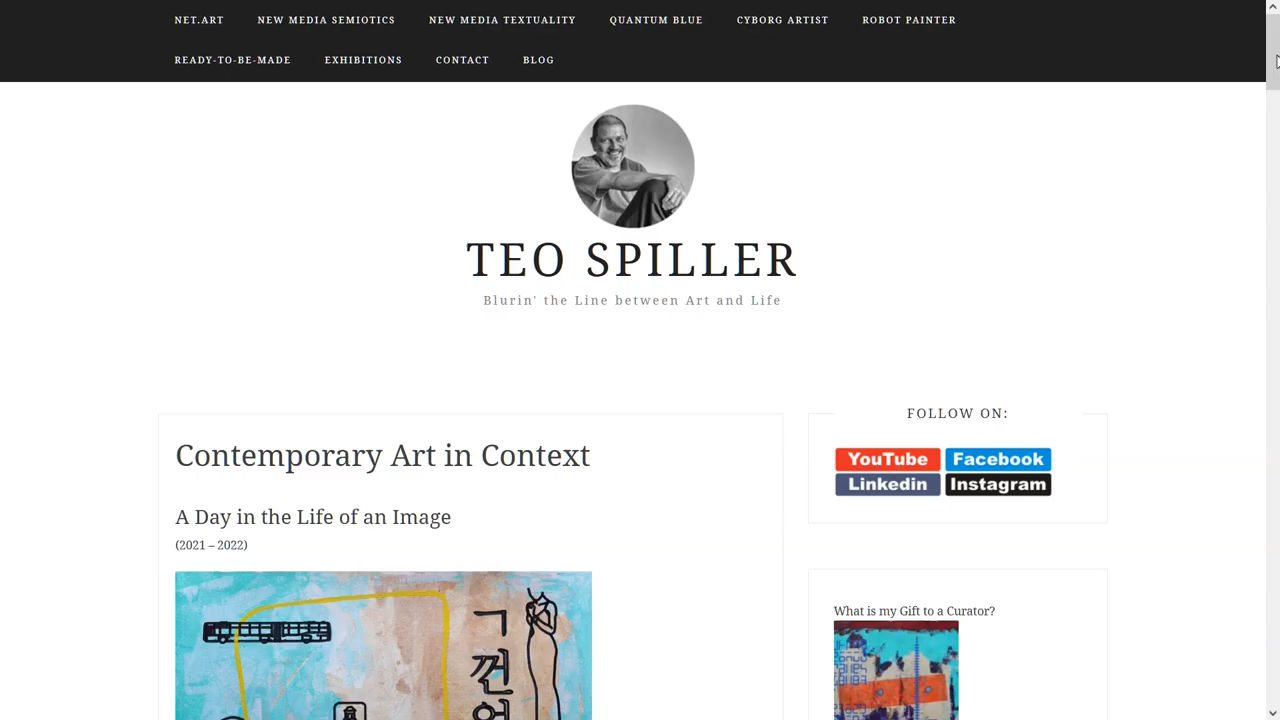 NET.ART NEW MEDIA SEMIOTICS NEW MEDIA TEXTUALITY QUANTUM BLUE CYBORG ARTIST ROBOT PAINTER
READY-TO-BE-MADE EXHIBITIONS CONTACT BLOG
TEO SPILLER
Blurin' the Line between Art and Life
FOLLOW ON:
YouTube Facebook
Linkedin Instagram
Contemporary Art in Context
A Day in the Life of an Image
(2021 – 2022)
What is my Gift to a Curator?